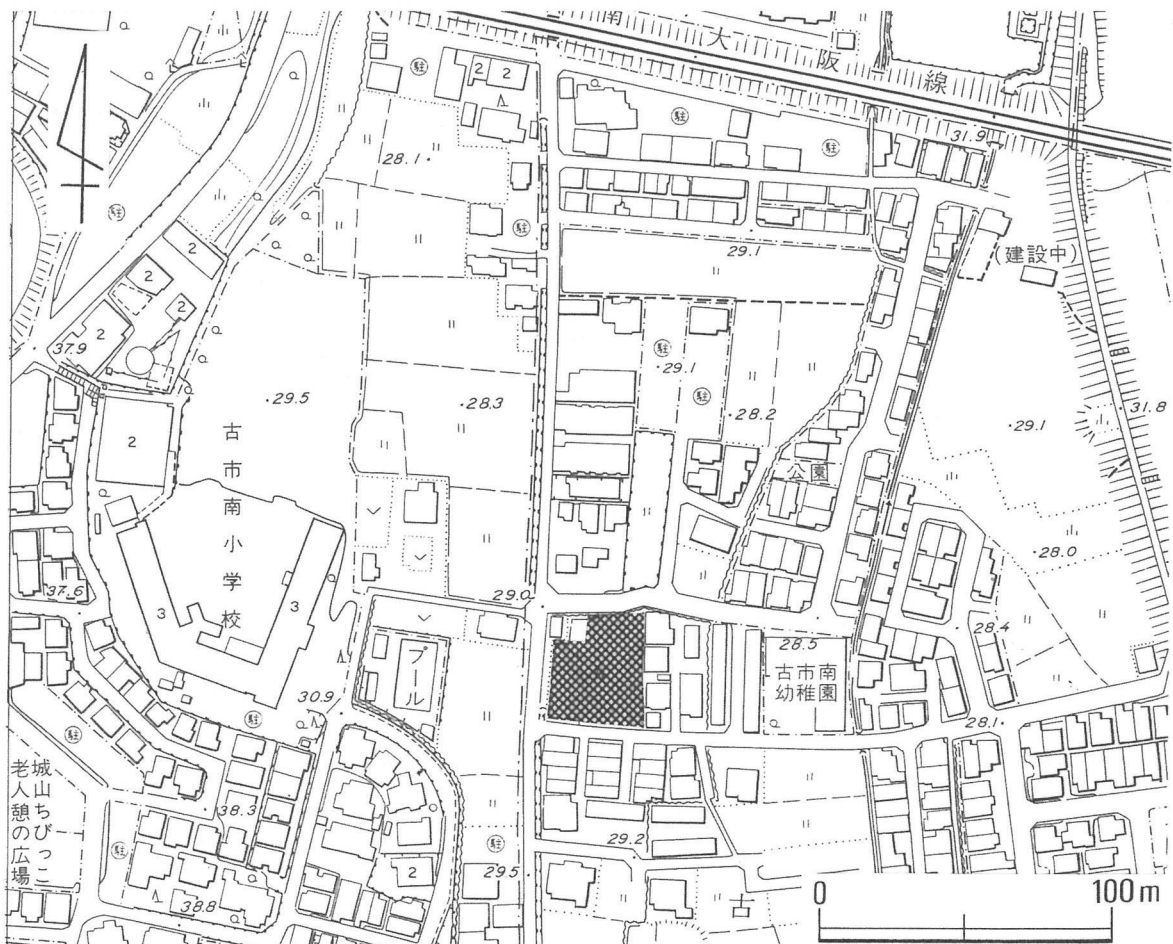 南大阪線
駐
2
2
駐
31.9
28.1
駐
駐
駐
駐
29.1
(建設中)
2
2
2
2
37.9
駐
29.1
29.5
28.3
駐
28.2
29.1
31.8
2
古市南小学校
公園
28.0
37.6
29.0
3
3
プール
28.5
28.4
古市南
幼稚園
30.9
駐
28.1
駐
城山ちびっこ
老人憩の広場
38.3
駐
29.2
駐
2
29.5
38.8
古
0
100m